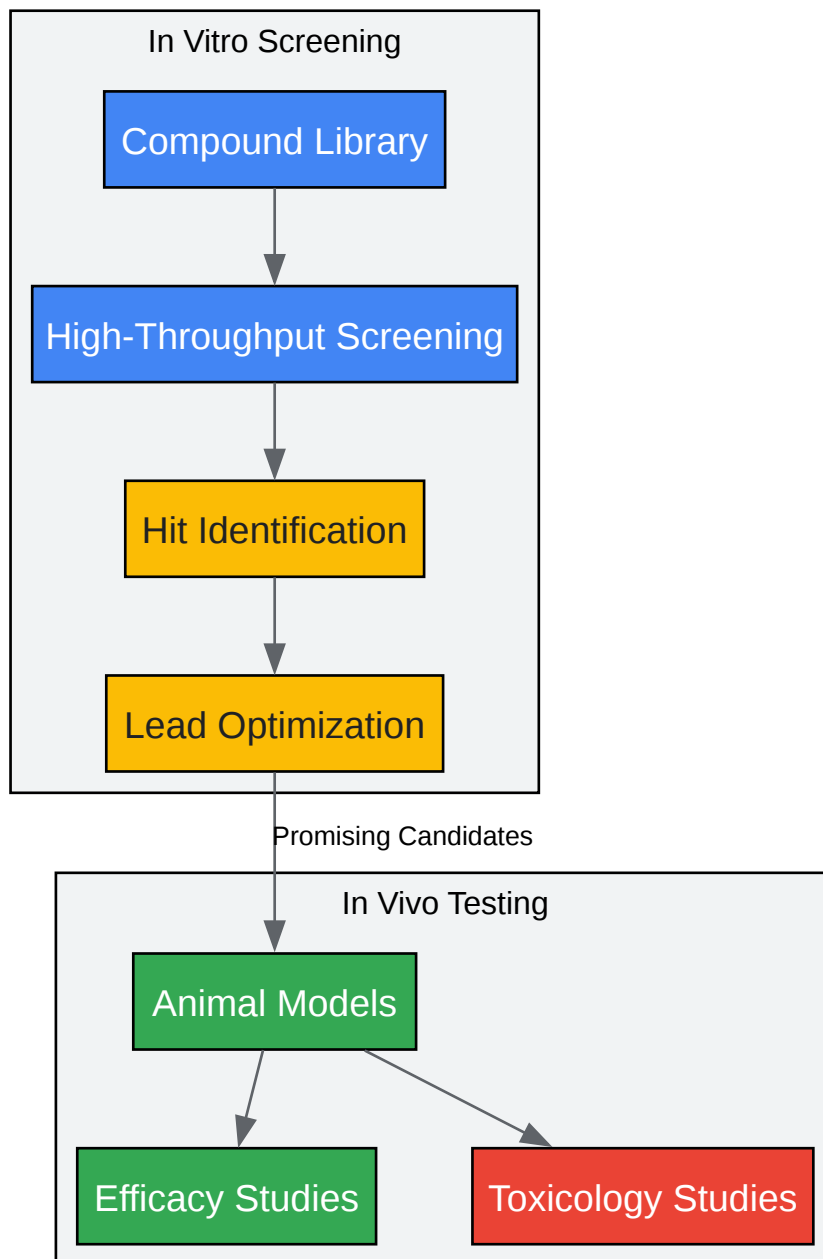 In Vitro Screening
Compound Library
High-Throughput Screening
Hit Identification
Lead Optimization
Promising Candidates
In Vivo Testing
Animal Models
Efficacy Studies
Toxicology Studies